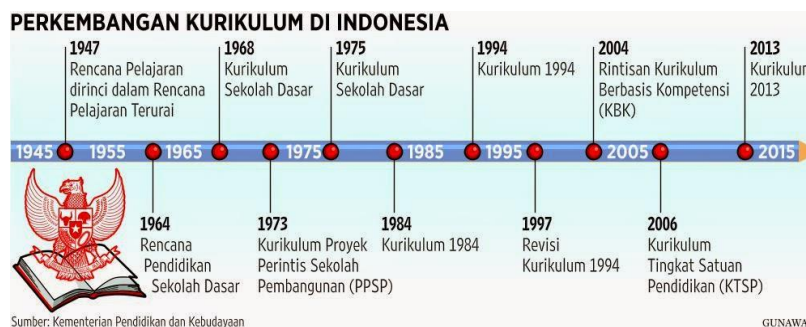 PERKEMBANGAN KURIKULUM DI INDONESIA
1947
Rencana Pelajaran
dirinci dalam Rencana
Pelajaran Terurai
1968
Kurikulum
Sekolah Dasar
1975
Kurikulum
Sekolah Dasar
1994
Kurikulum 1994
2004
Rintisan Kurikulum
Berbasis Kompetensi
(KBK)
2013
Kurikulum
2013
1945 1955 1965 1975 1985 1995 2005 2015
1964
Rencana
Pendidikan
Sekolah Dasar
1973
Kurikulum Proyek
Perintis Sekolah
Pembangunan (PPSP)
1984
Kurikulum 1984
1997
Revisi
Kurikulum 1994
2006
Kurikulum
Tingkat Satuan
Pendidikan (KTSP)
Sumber: Kementerian Pendidikan dan Kebudayaan
GUNAWA